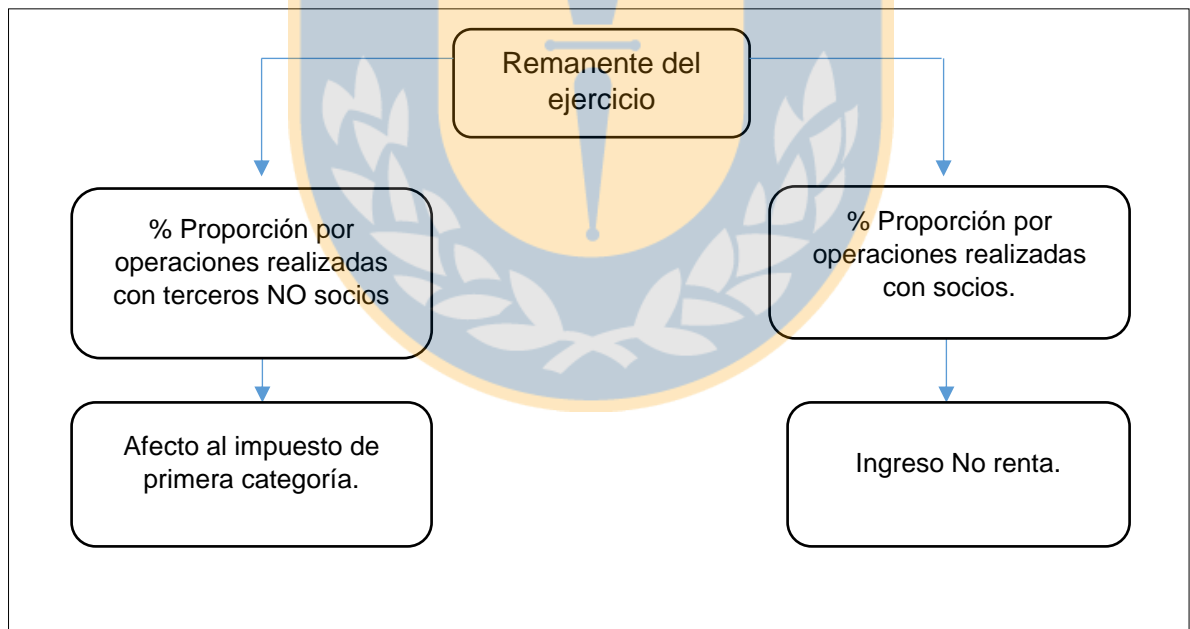 Remanente del
ejercicio
% Proporción por
operaciones realizadas
con terceros NO socios
% Proporción por
operaciones realizadas
con socios.
Afecto al impuesto de
primera categoría.
Ingreso No renta.